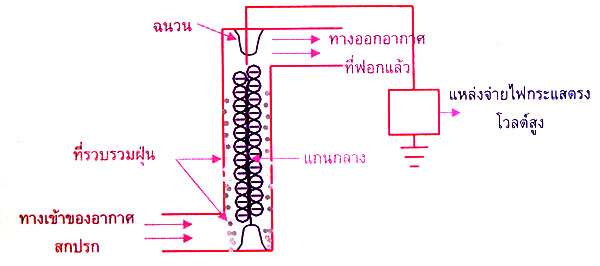 ฉนวน
ทางออกอากาศ
ที่ฟอกแล้ว
แหล่งจ่ายไฟกระแสตรง
โวลต์สูง
ที่รวบรวมฝุ่น
แกนกลาง
ทางเข้าของอากาศ
สกปรก